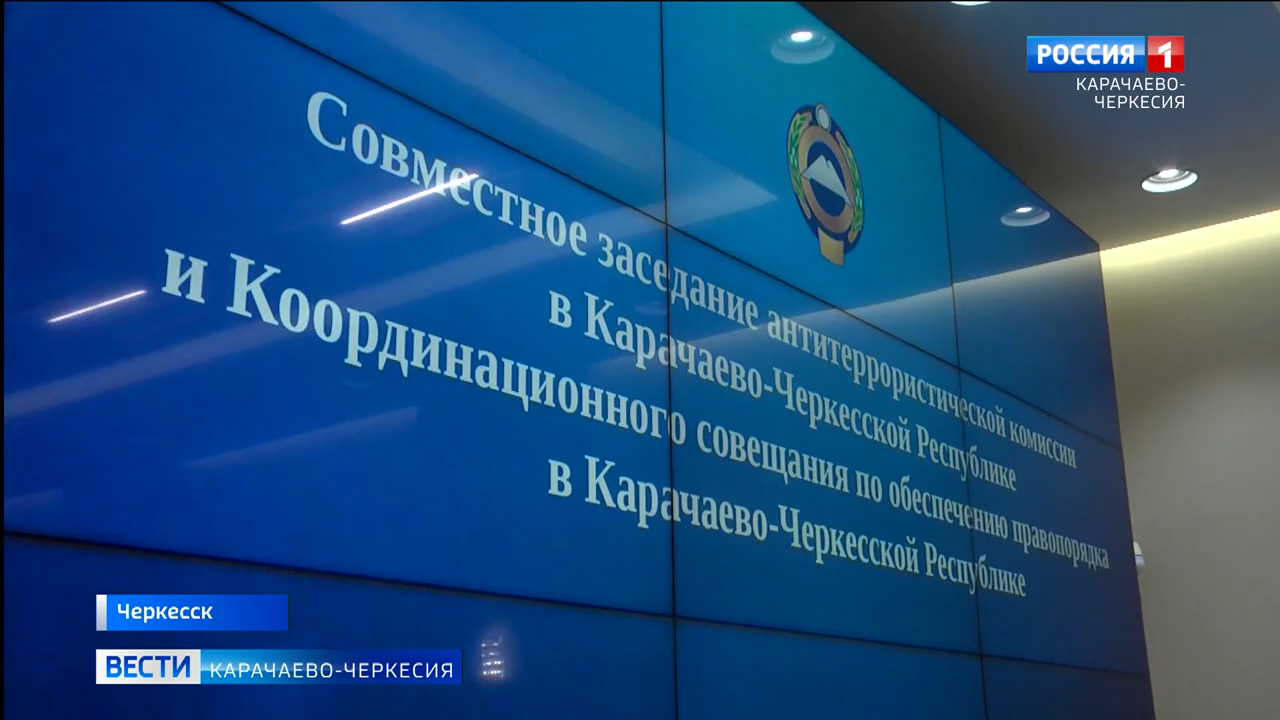 РОССИЯ 1
КАРАЧАЕВО-
ЧЕРКЕСИЯ
Совместное заседание антитеррористической комиссии
в Карачаево-Черкесской Республике
и Координационного совещания по обеспечению правопорядка
в Карачаево-Черкесской Республике
Черкесск
ВЕСТИ КАРАЧАЕВО-ЧЕРКЕСИЯ